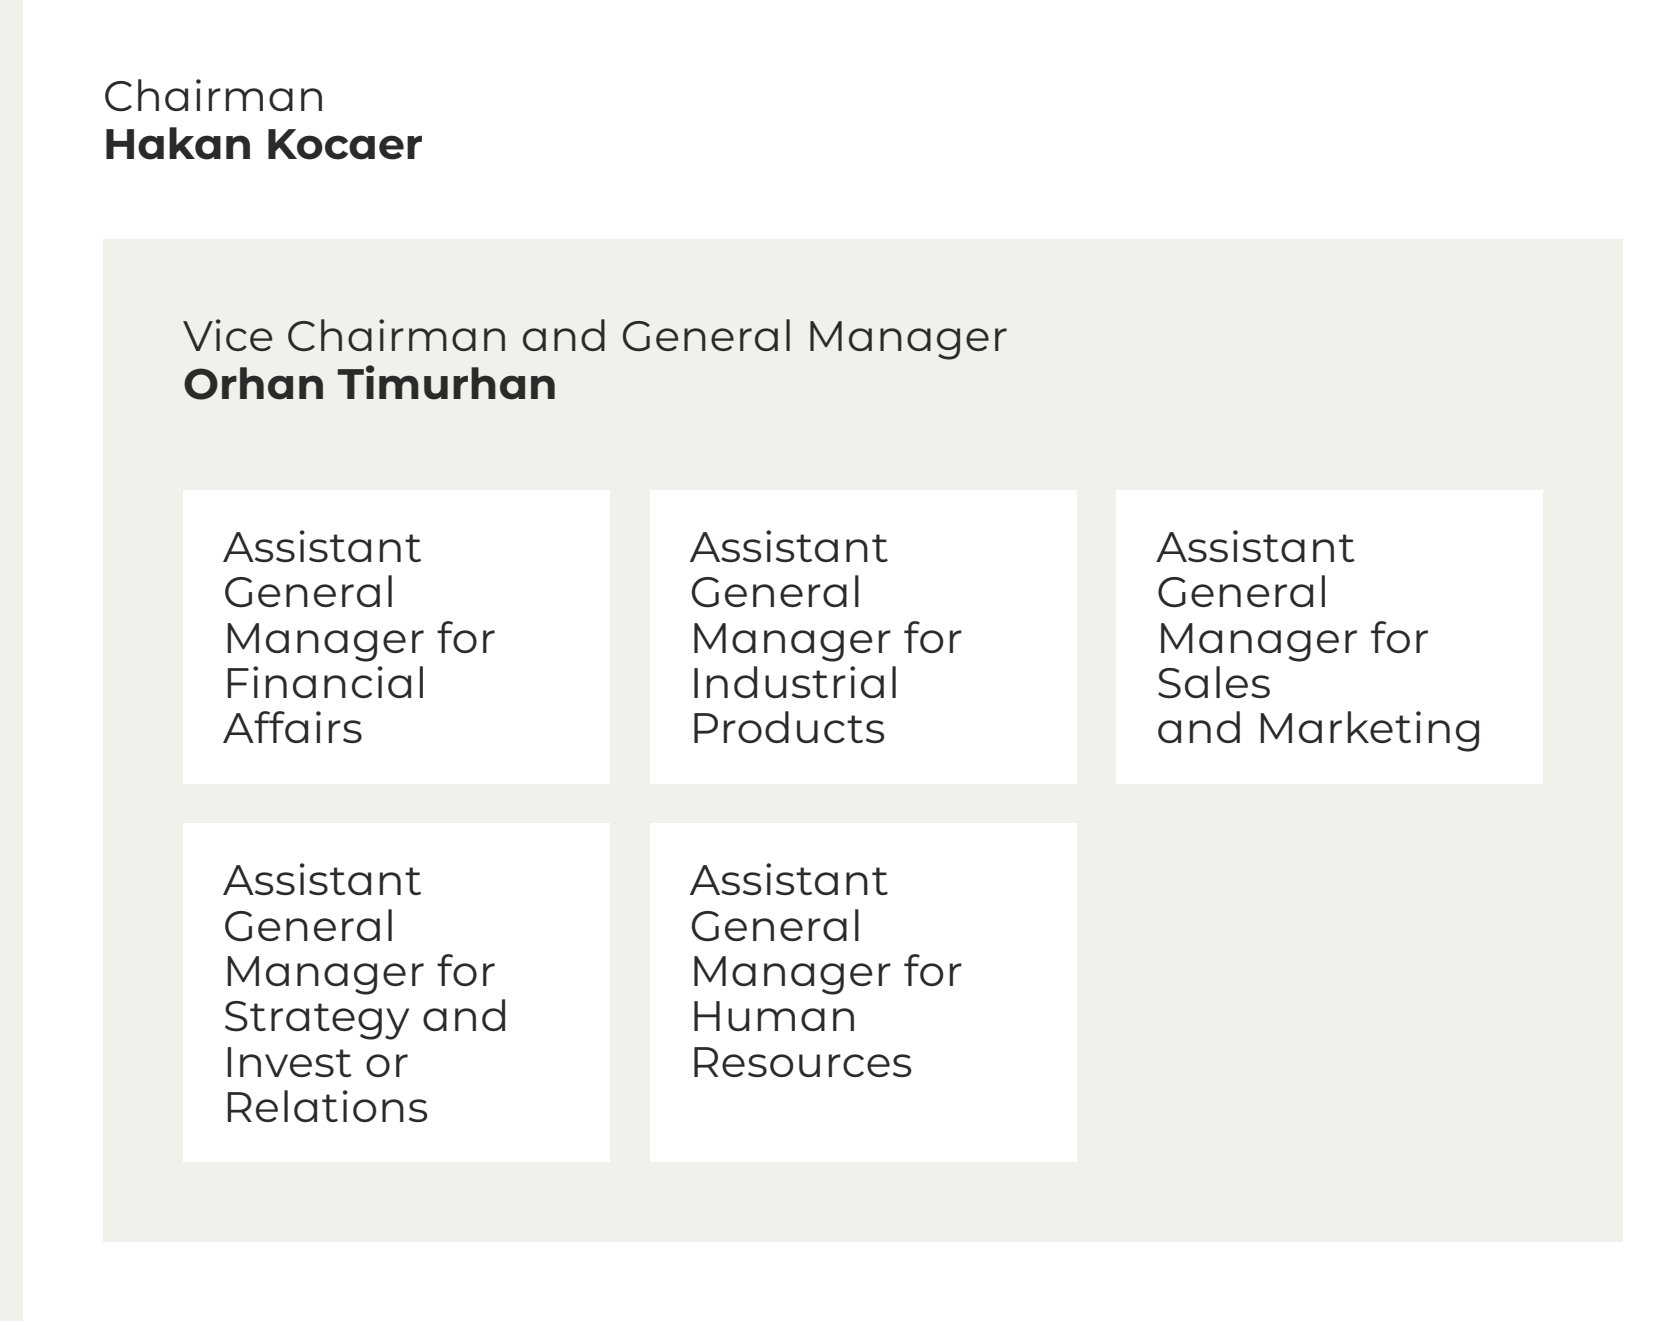 Chairman
Hakan Kocaer
Vice Chairman and General Manager
Orhan Timurhan
Assistant
General
Manager for
Financial
Affairs
Assistant
General
Manager for
Industrial
Products
Assistant
General
Manager for
Sales
and Marketing
Assistant
General
Manager for
Strategy and
Invest or
Relations
Assistant
General
Manager for
Human
Resources